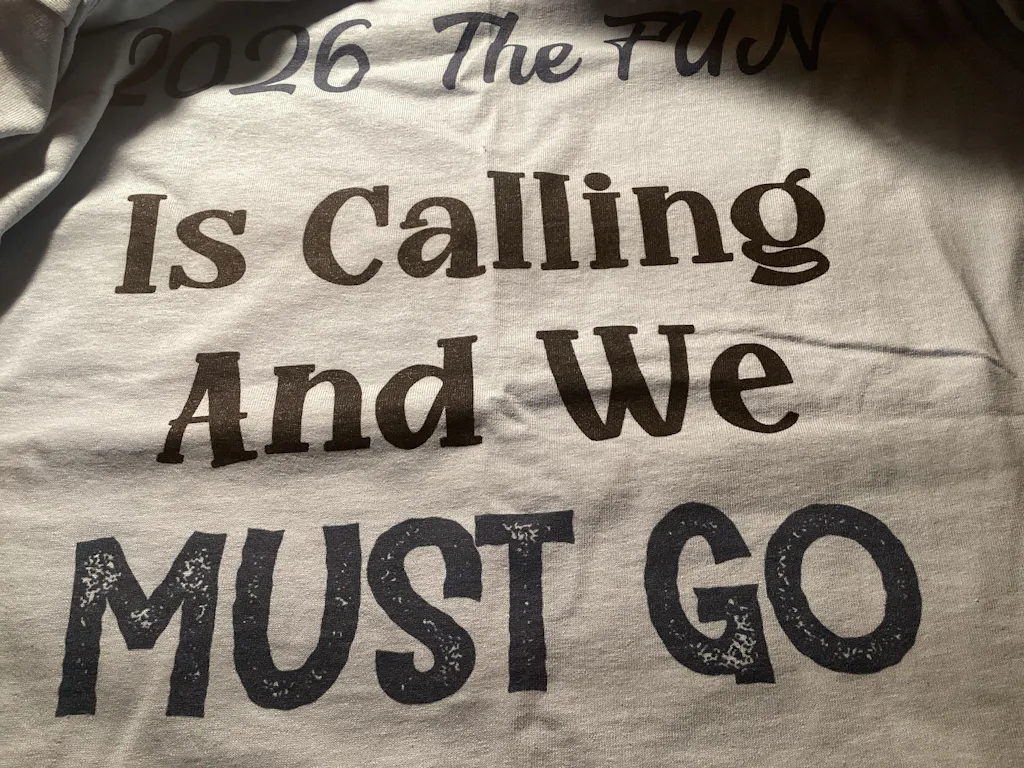 2026 The FUN
Is Calling
And We
MUST GO